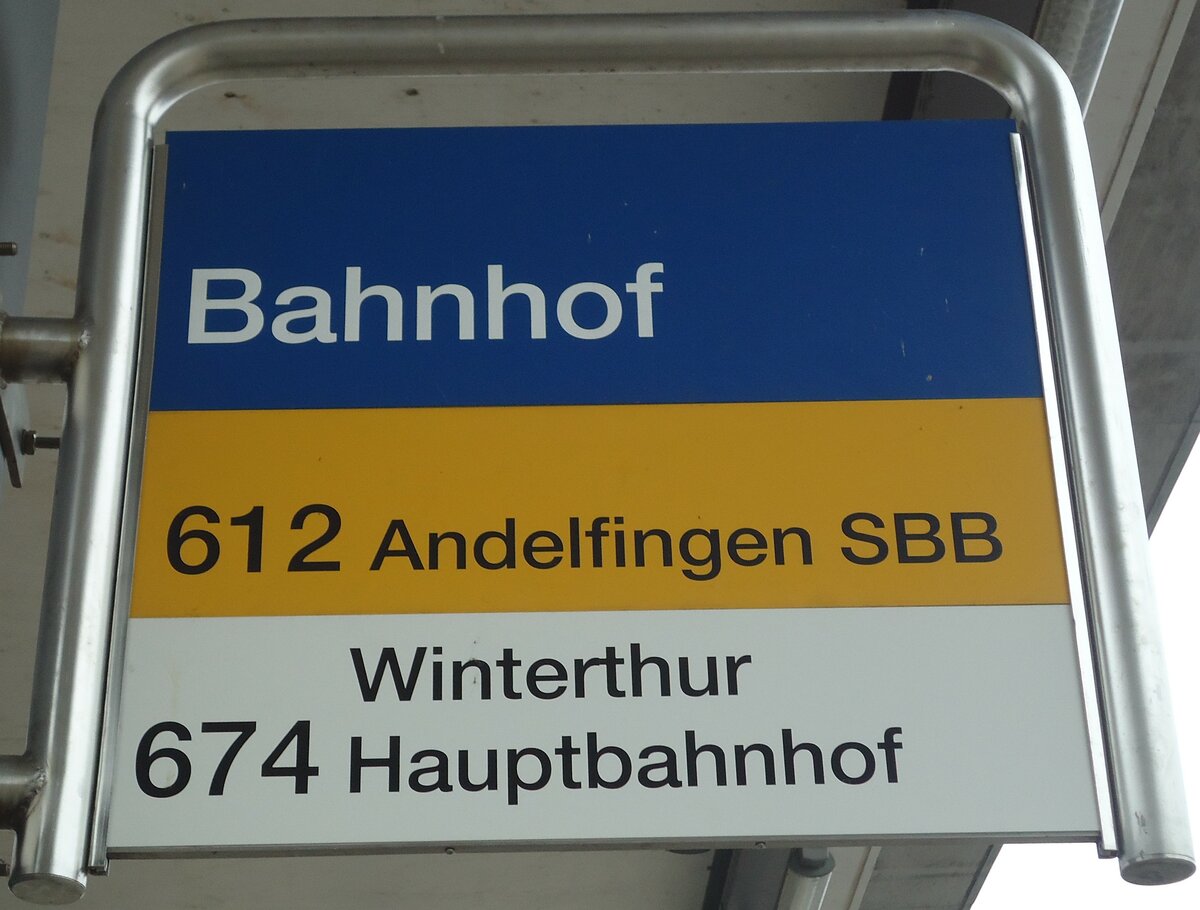 Bahnhof
612 Andelfingen SBB
Winterthur
674 Hauptbahnhof